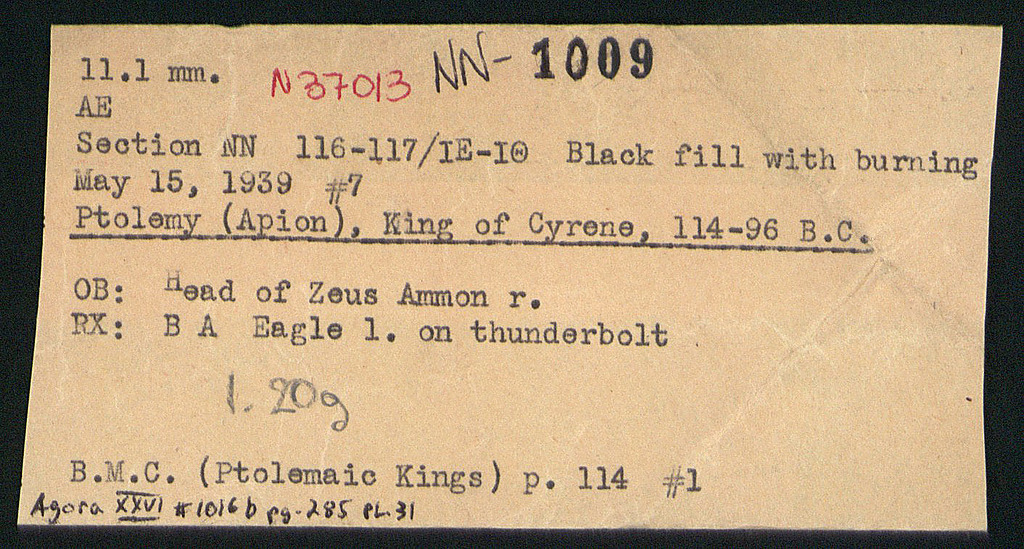 11.1 mm. N37013 NN- 1009
AE
Section NN 116-117/IE-IΘ Black fill with burning
May 15, 1939 #7
Ptolemy (Apion), King of Cyrene, 114-96 B.C.
OB: Head of Zeus Ammon r.
RX: B A Eagle l. on thunderbolt
1.20g
B.M.C. (Ptolemaic Kings) p. 114 #1
Agora XXVI #1016 b pg-285 PL.31